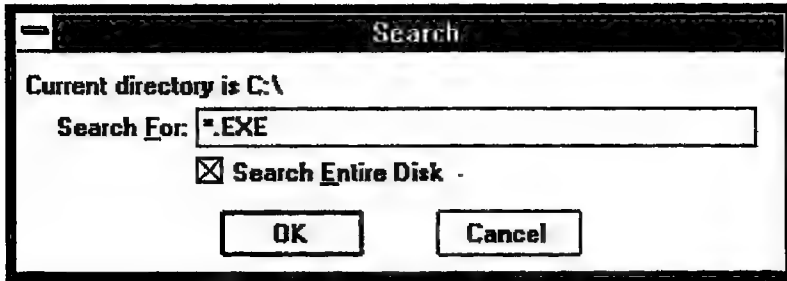 Search
Current directory is C:\
Search For: *.EXE
Search Entire Disk
OK Cancel